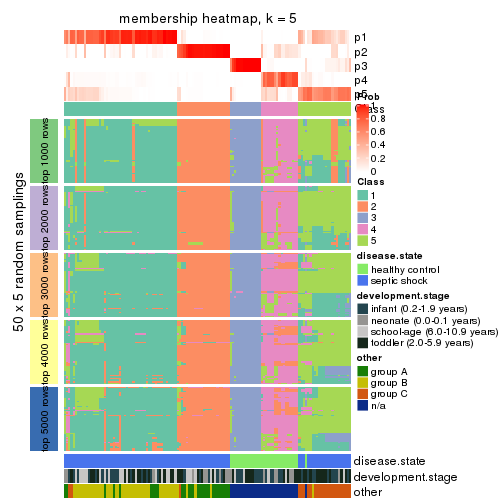 membership heatmap, k = 5
p1
p2
p3
p4
p5
Class
Prob
1
0.8
0.6
0.4
0.2
0
Class
1
2
3
4
5
disease.state
healthy control
septic shock
development.stage
infant (0.2-1.9 years)
neonate (0.0-0.1 years)
school-age (6.0-10.9 years)
toddler (2.0-5.9 years)
other
group A
group B
group C
n/a
50 x 5 random samplings
top 1000 rows
top 2000 rows
top 3000 rows
top 4000 rows
top 5000 rows
disease.state
development.stage
other